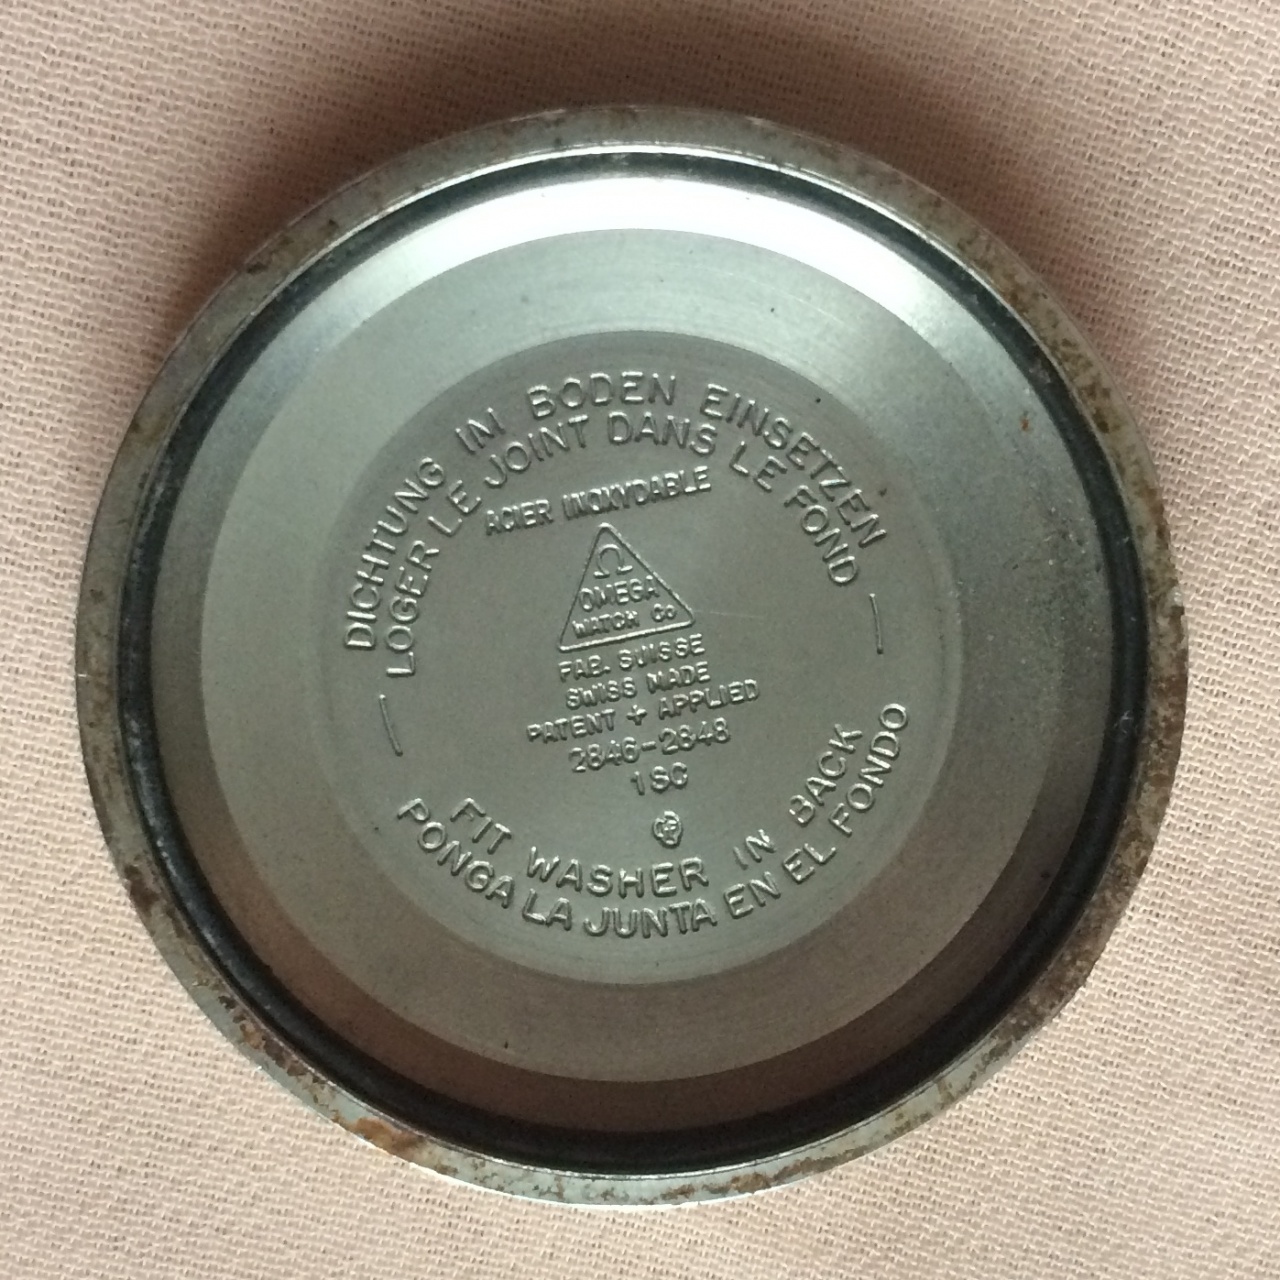 DICHTUNG IM BODEN EINSETZEN
LOGER LE JOINT DANS LE FOND
ACIER INOXYDABLE
Ω
OMEGA
WATCH Co
FAB. SUISSE
SWISS MADE
PATENT + APPLIED
2846-2848
1SC
FIT WASHER IN BACK
PONGA LA JUNTA EN EL FONDO